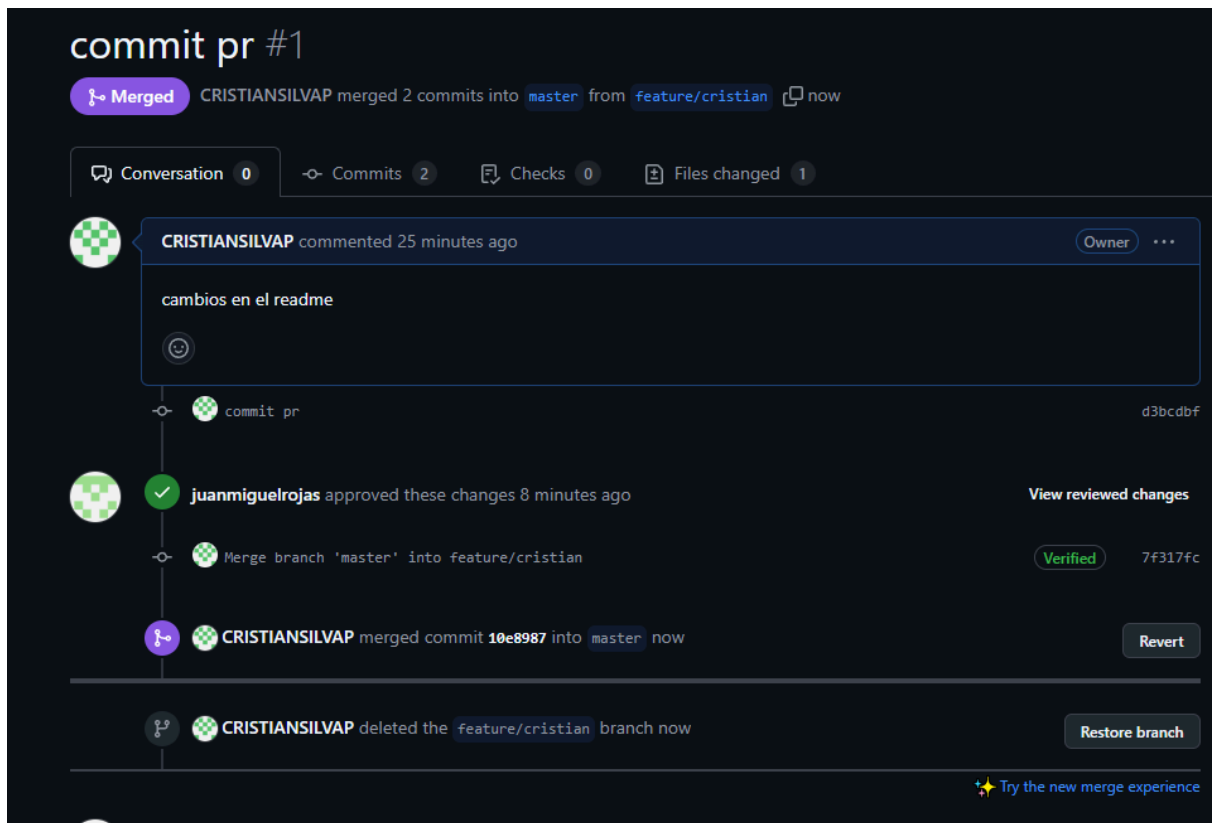 commit pr #1
Merged CRISTIANSILVAP merged 2 commits into master from feature/cristian now
Conversation 0 Commits 2 Checks 0 Files changed 1
CRISTIANSILVAP commented 25 minutes ago Owner ...
cambios en el readme
commit pr d3bcdbf
juanmiguelrojas approved these changes 8 minutes ago View reviewed changes
Merge branch 'master' into feature/cristian Verified 7f317fc
CRISTIANSILVAP merged commit 10e8987 into master now Revert
CRISTIANSILVAP deleted the feature/cristian branch now Restore branch
Try the new merge experience